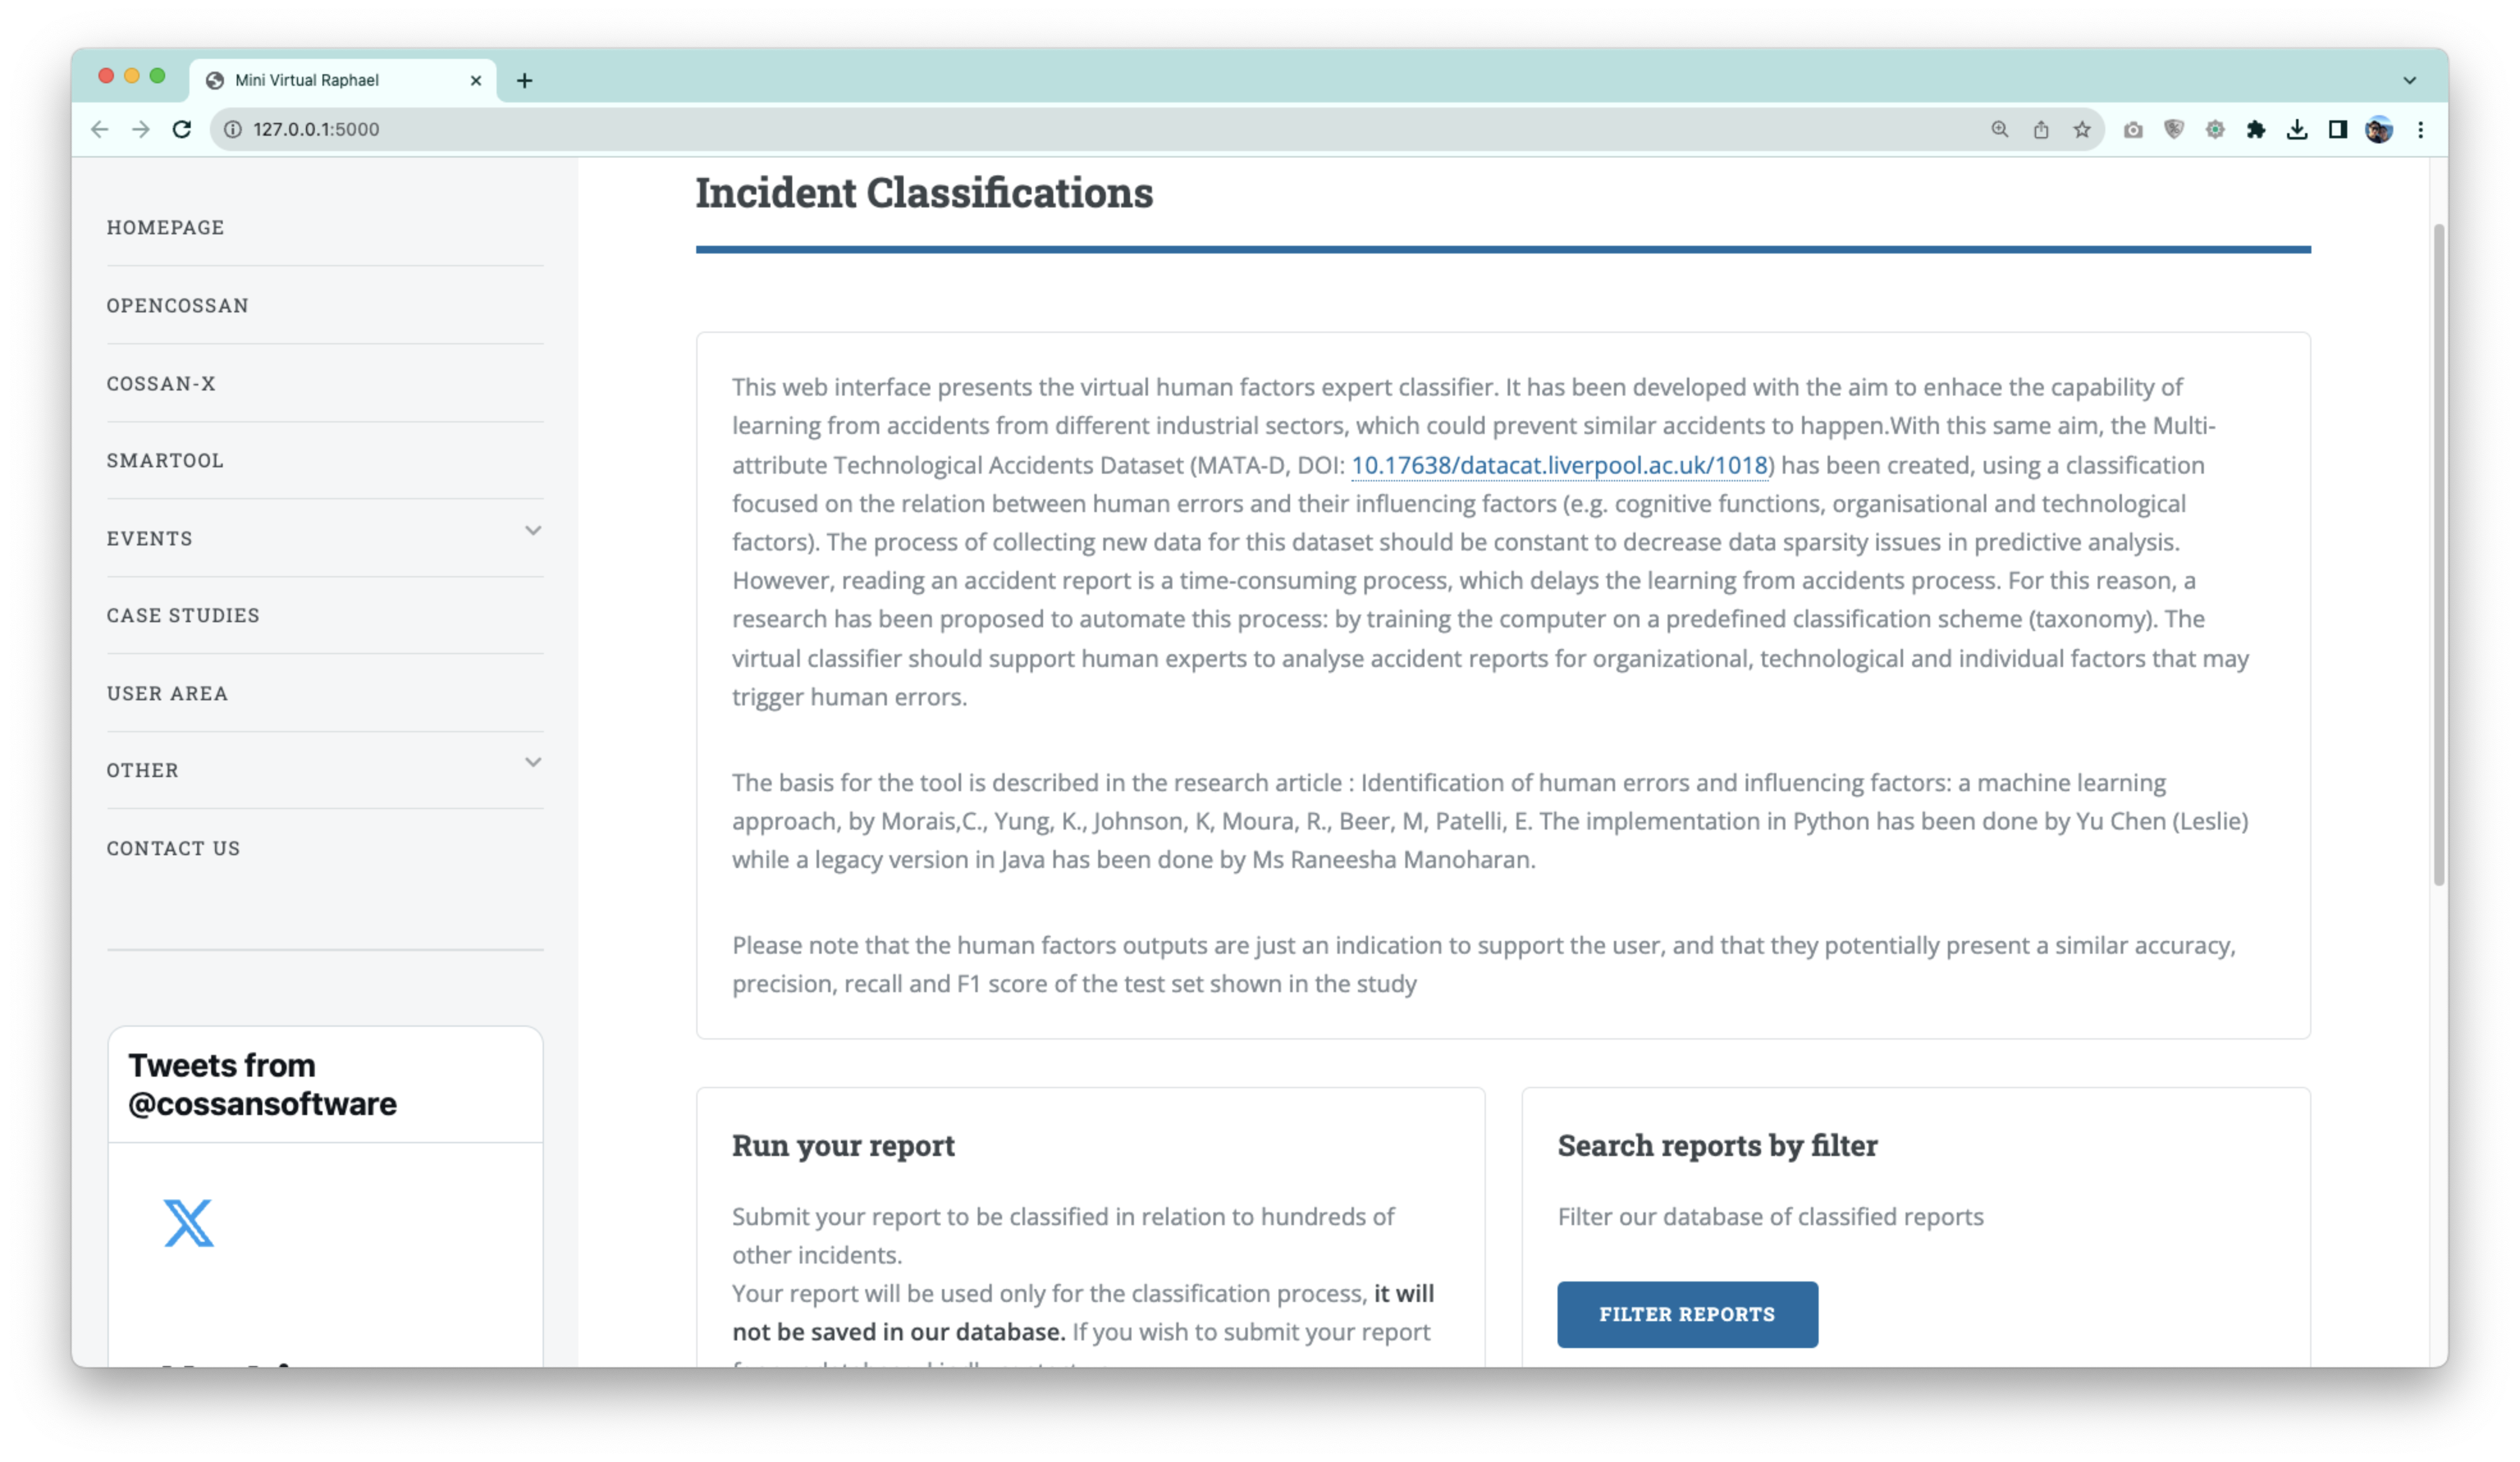 Mini Virtual Raphael
127.0.0.1:5000
HOMEPAGE
OPENCOSSAN
COSSAN-X
SMARTOOL
EVENTS
CASE STUDIES
USER AREA
OTHER
CONTACT US
Tweets from
@cossansoftware
Incident Classifications
This web interface presents the virtual human factors expert classifier. It has been developed with the aim to enhace the capability of
learning from accidents from different industrial sectors, which could prevent similar accidents to happen.With this same aim, the Multi-
attribute Technological Accidents Dataset (MATA-D, DOI: 10.17638/datacat.liverpool.ac.uk/1018) has been created, using a classification
focused on the relation between human errors and their influencing factors (e.g. cognitive functions, organisational and technological
factors). The process of collecting new data for this dataset should be constant to decrease data sparsity issues in predictive analysis.
However, reading an accident report is a time-consuming process, which delays the learning from accidents process. For this reason, a
research has been proposed to automate this process: by training the computer on a predefined classification scheme (taxonomy). The
virtual classifier should support human experts to analyse accident reports for organizational, technological and individual factors that may
trigger human errors.
The basis for the tool is described in the research article : Identification of human errors and influencing factors: a machine learning
approach, by Morais,C., Yung, K., Johnson, K, Moura, R., Beer, M, Patelli, E. The implementation in Python has been done by Yu Chen (Leslie)
while a legacy version in Java has been done by Ms Raneesha Manoharan.
Please note that the human factors outputs are just an indication to support the user, and that they potentially present a similar accuracy,
precision, recall and F1 score of the test set shown in the study
Run your report
Submit your report to be classified in relation to hundreds of
other incidents.
Your report will be used only for the classification process, it will
not be saved in our database. If you wish to submit your report
Search reports by filter
Filter our database of classified reports
FILTER REPORTS